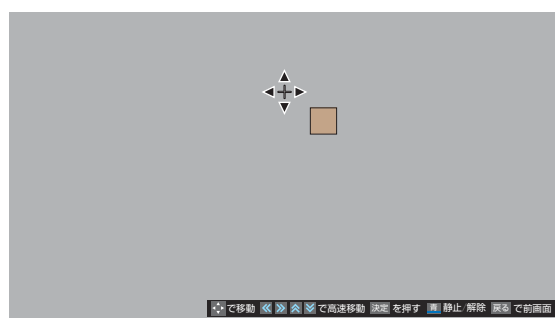 で移動 で高速移動 決定 を押す 青 静止/解除 戻る で前画面